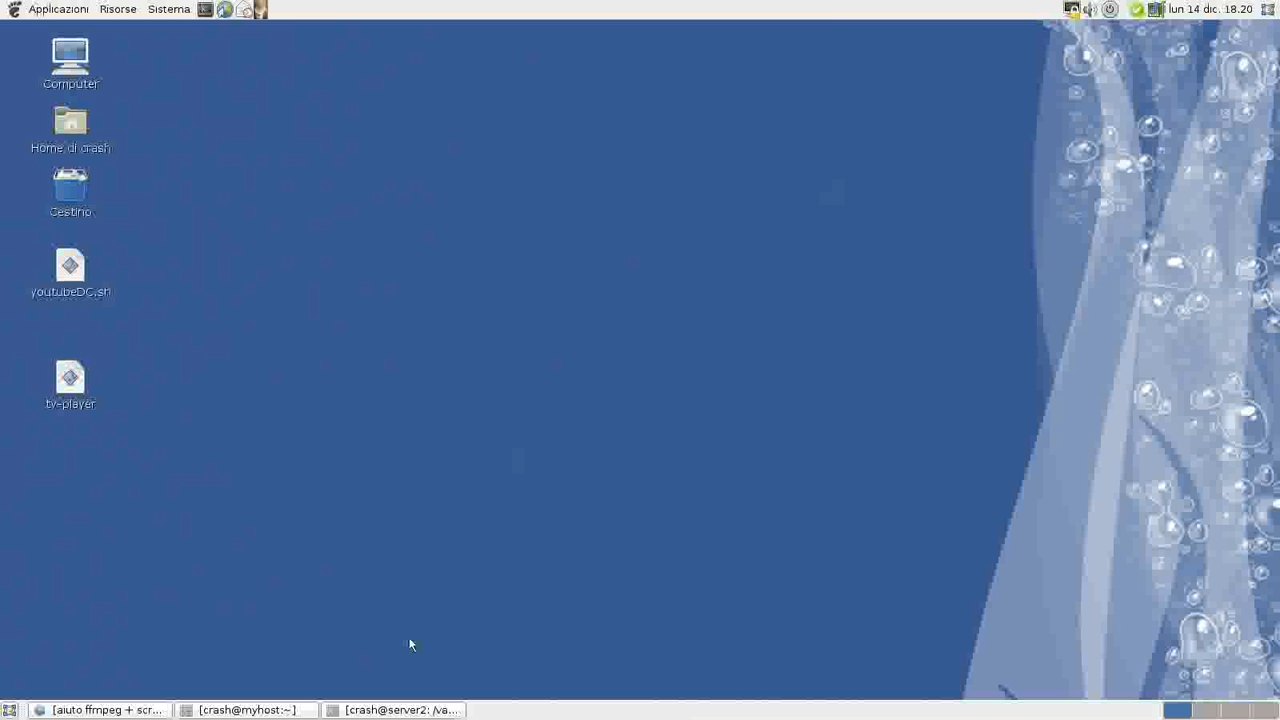 Applicazioni Risorse Sistema
lun 14 dic. 18.20
Computer
Home di crash
Cestino
youtubeDC.sh
tv-player
[aiuto ffmpeg + scr...
[crash@myhost:~]
[crash@server2: /va...